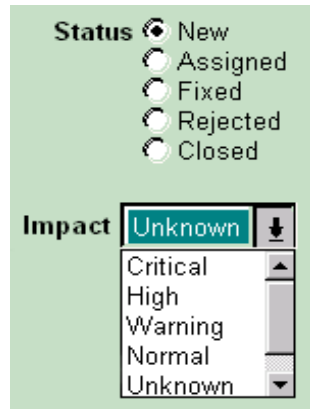 Status New
Assigned
Fixed
Rejected
Closed
Impact Unknown
Critical
High
Warning
Normal
Unknown